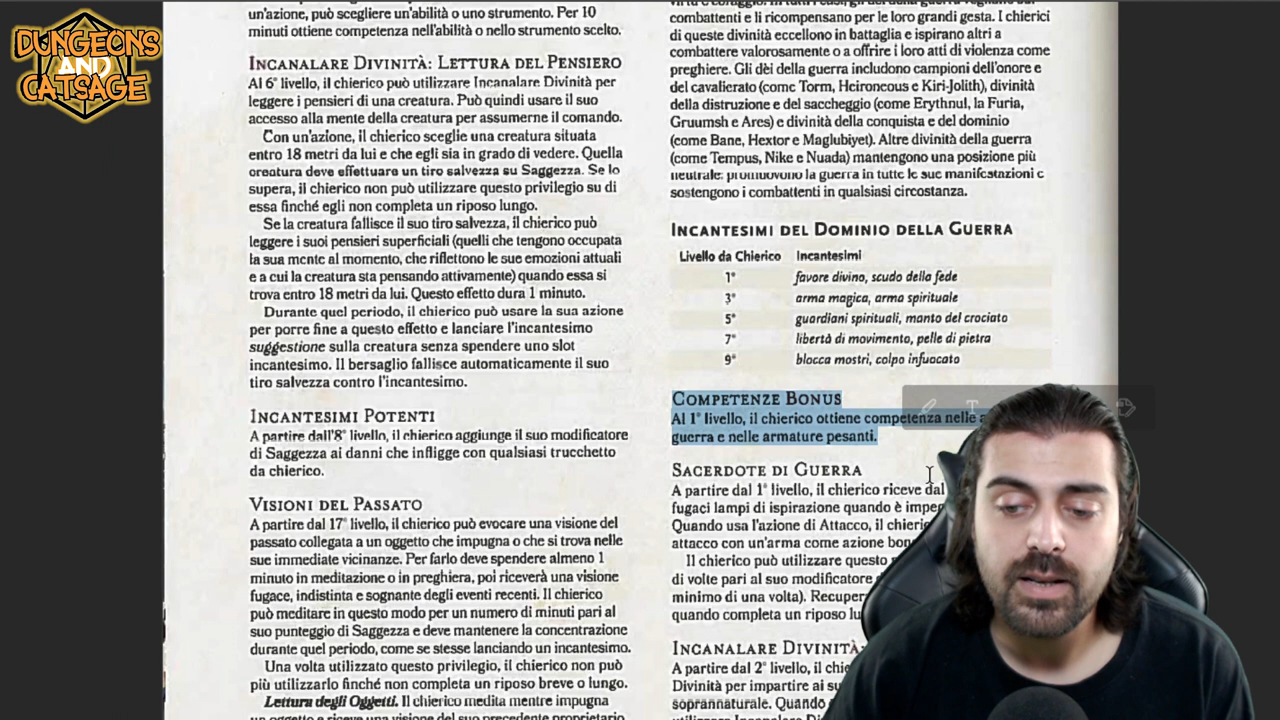 DUNGEONS
AND
CATSAGE
un'azione, può scegliere un'abilità o uno strumento. Per 10
minuti ottiene competenza nell'abilità o nello strumento scelto.
INCANALARE DIVINITÀ: LETTURA DEL PENSIERO
Al 6° livello, il chierico può utilizzare Incanalare Divinità per
leggere i pensieri di una creatura. Può quindi usare il suo
accesso alla mente della creatura per assumerne il comando.
Con un'azione, il chierico sceglie una creatura situata
entro 18 metri da lui e che egli sia in grado di vedere. Quella
creatura deve effettuare un tiro salvezza su Saggezza. Se lo
supera, il chierico non può utilizzare questo privilegio su di
essa finché egli non completa un riposo lungo.
Se la creatura fallisce il suo tiro salvezza, il chierico può
leggere i suoi pensieri superficiali (quelli che tengono occupata
la sua mente al momento, che riflettono le sue emozioni attuali
e a cui la creatura sta pensando attivamente) quando essa si
trova entro 18 metri da lui. Questo effetto dura 1 minuto.
Durante quel periodo, il chierico può usare la sua azione
per porre fine a questo effetto e lanciare l'incantesimo
suggestione sulla creatura senza spendere uno slot
incantesimo. Il bersaglio fallisce automaticamente il suo
tiro salvezza contro l'incantesimo.
INCANTESIMI POTENTI
A partire dall'8° livello, il chierico aggiunge il suo modificatore
di Saggezza ai danni che infligge con qualsiasi trucchetto
da chierico.
VISIONI DEL PASSATO
A partire dal 17° livello, il chierico può evocare una visione del
passato collegata a un oggetto che impugna o che si trova nelle
sue immediate vicinanze. Per farlo deve spendere almeno 1
minuto in meditazione o in preghiera, poi riceverà una visione
fugace, indistinta e sognante degli eventi recenti. Il chierico
può meditare in questo modo per un numero di minuti pari al
suo punteggio di Saggezza e deve mantenere la concentrazione
durante quel periodo, come se stesse lanciando un incantesimo.
Una volta utilizzato questo privilegio, il chierico non può
più utilizzarlo finché non completa un riposo breve o lungo.
Lettura degli Oggetti. Il chierico medita mentre impugna
un oggetto e riceve una visione del suo precedente proprietario
combattenti e li ricompensano per le loro grandi gesta. I chierici
di queste divinità eccellono in battaglia e ispirano altri a
combattere valorosamente o a offrire i loro atti di violenza come
preghiere. Gli dèi della guerra includono campioni dell'onore e
del cavalierato (come Torm, Heironeous e Kiri-Jolith), divinità
della distruzione e del saccheggio (come Erythnul, la Furia,
Gruumsh e Ares) e divinità della conquista e del dominio
(come Bane, Hextor e Maglubiyet). Altre divinità della guerra
(come Tempus, Nike e Nuada) mantengono una posizione più
neutrale: promuovono la guerra in tutte le sue manifestazioni e
sostengono i combattenti in qualsiasi circostanza.
INCANTESIMI DEL DOMINIO DELLA GUERRA
Livello da Chierico Incantesimi
1° favore divino, scudo della fede
3° arma magica, arma spirituale
5° guardiani spirituali, manto del crociato
7° libertà di movimento, pelle di pietra
9° blocca mostri, colpo infuocato
COMPETENZE BONUS
Al 1° livello, il chierico ottiene competenza nelle
guerra e nelle armature pesanti.
SACERDOTE DI GUERRA
A partire dal 1° livello, il chierico riceve dal
fugaci lampi di ispirazione quando è
Quando usa l'azione di Attacco, il
attacco con un'arma come azione
Il chierico può utilizzare questo
di volte pari al suo modificatore
minimo di una volta).
quando completa un riposo
INCANALARE DIVINITÀ:
A partire dal 2° livello, il
Divinità per impartire ai
soprannaturale. Quando